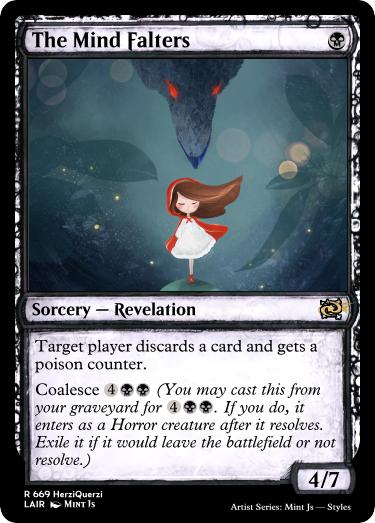 The Mind Falters
Sorcery — Revelation
Target player discards a card and gets a
poison counter.
Coalesce 4 (You may cast this from
your graveyard for 4. If you do, it
enters as a Horror creature after it resolves.
Exile it if it would leave the battlefield or not
resolve.)
4/7
R 669 HerziQuerzi
LAIR Mint Js
Artist Series: Mint Js — Styles